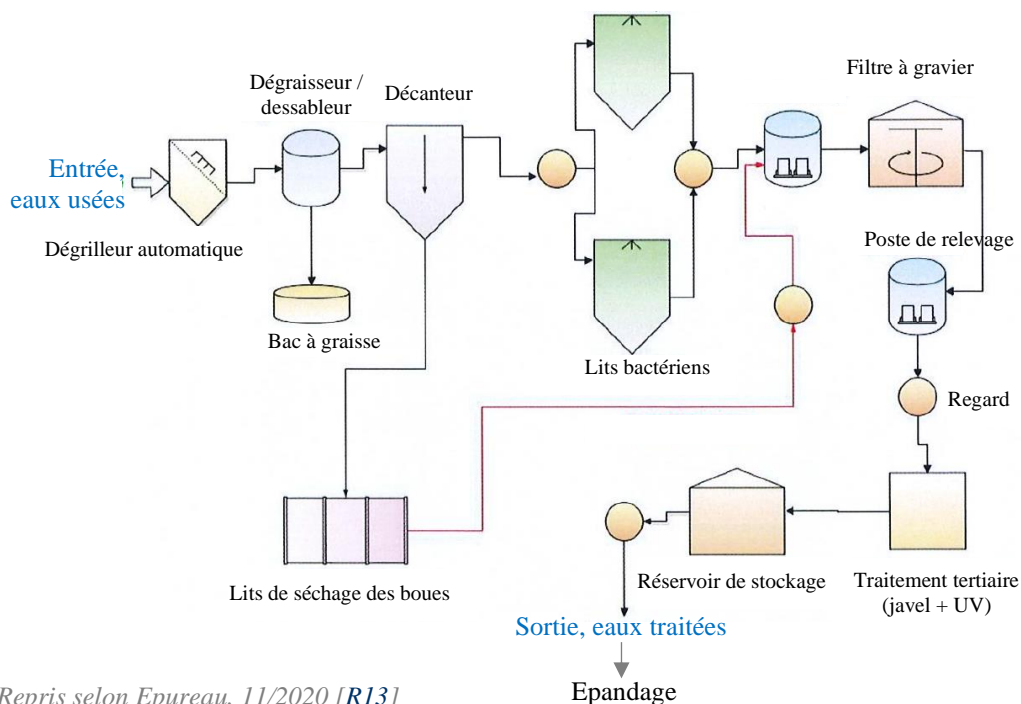 Dégraisseur /
dessableur
Décanteur
Filtre à gravier
Entrée,
eaux usées
Dégrilleur automatique
Poste de relevage
Bac à graisse
Lits bactériens
Regard
Lits de séchage des boues
Réservoir de stockage
Traitement tertiaire
(javel + UV)
Sortie, eaux traitées
Epandage
Repris selon Epureau, 11/2020 [R13]